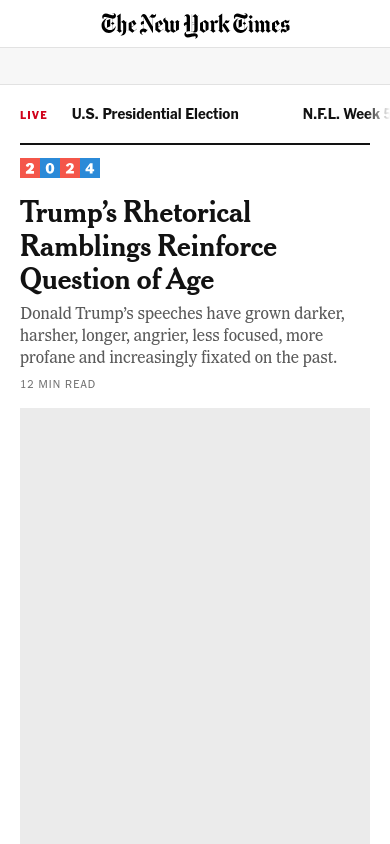 The New York Times
LIVE U.S. Presidential Election N.F.L. Week 5
2024
Trump’s Rhetorical
Ramblings Reinforce
Question of Age
Donald Trump’s speeches have grown darker,
harsher, longer, angrier, less focused, more
profane and increasingly fixated on the past.
12 MIN READ